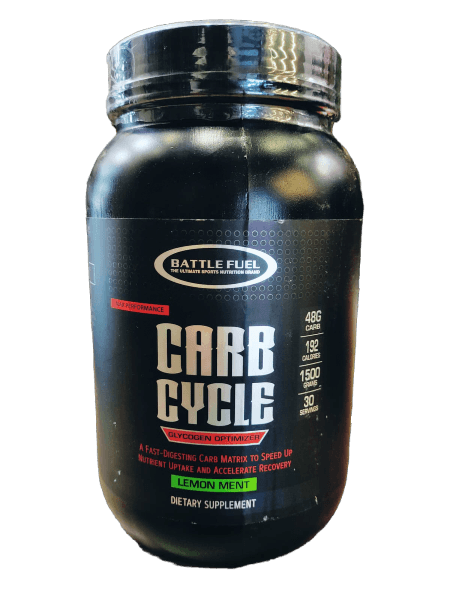 BATTLE FUEL
THE ULTIMATE SPORTS NUTRITION BRAND
PERFORMANCE
CARB
CYCLE
GLYCOGEN OPTIMIZER
A FAST-DIGESTING CARB MATRIX TO SPEED UP
NUTRIENT UPTAKE AND ACCELERATE RECOVERY
LEMON MENT
DIETARY SUPPLEMENT
48G
CARB
192
CALORIES
1500
GRAMS
30
SERVINGS